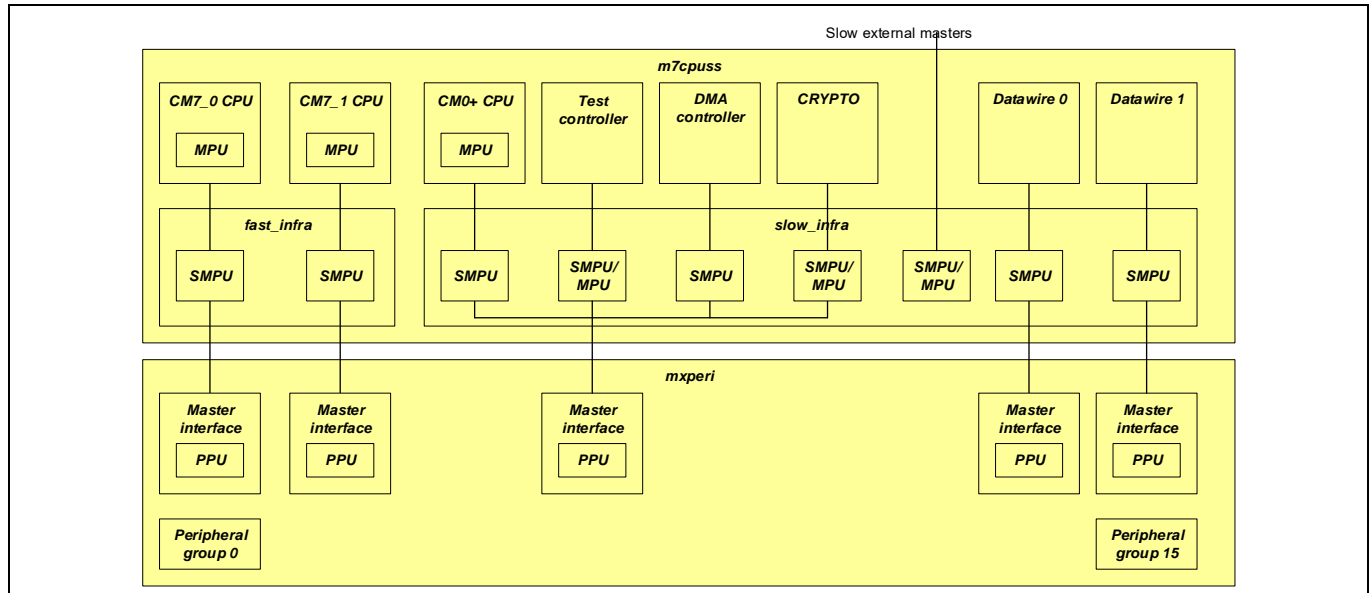 Slow external masters
m7cpuss
CM7_0 CPU
MPU
CM7_1 CPU
MPU
CM0+ CPU
MPU
Test
controller
DMA
controller
CRYPTO
Datawire 0
Datawire 1
fast_infra
SMPU
SMPU
slow_infra
SMPU
SMPU/
MPU
SMPU
SMPU/
MPU
SMPU/
MPU
SMPU
SMPU
mxperi
Master
interface
PPU
Master
interface
PPU
Master
interface
PPU
Master
interface
PPU
Master
interface
PPU
Peripheral
group 0
Peripheral
group 15